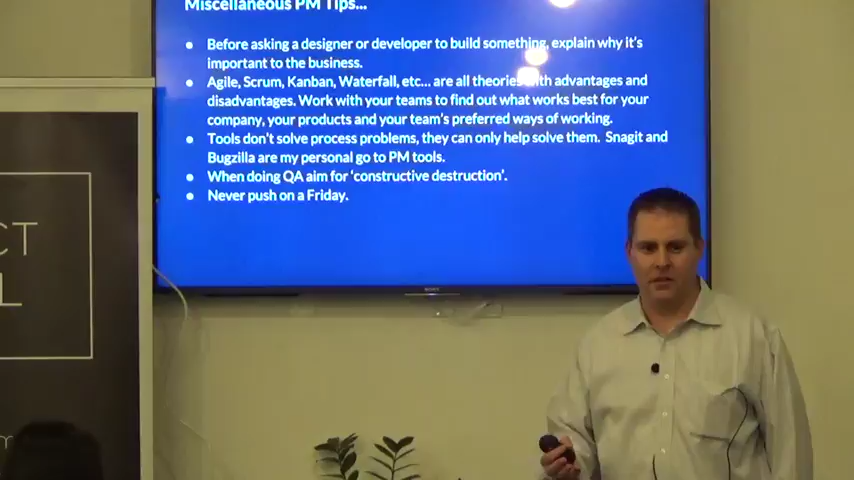 Miscellaneous PM Tips...
● Before asking a designer or developer to build something, explain why it's
important to the business.
● Agile, Scrum, Kanban, Waterfall, etc... are all theories with advantages and
disadvantages. Work with your teams to find out what works best for your
company, your products and your team's preferred ways of working.
● Tools don't solve process problems, they can only help solve them. Snagit and
Bugzilla are my personal go to PM tools.
● When doing QA aim for 'constructive destruction'.
● Never push on a Friday.
SONY
CT
L
m